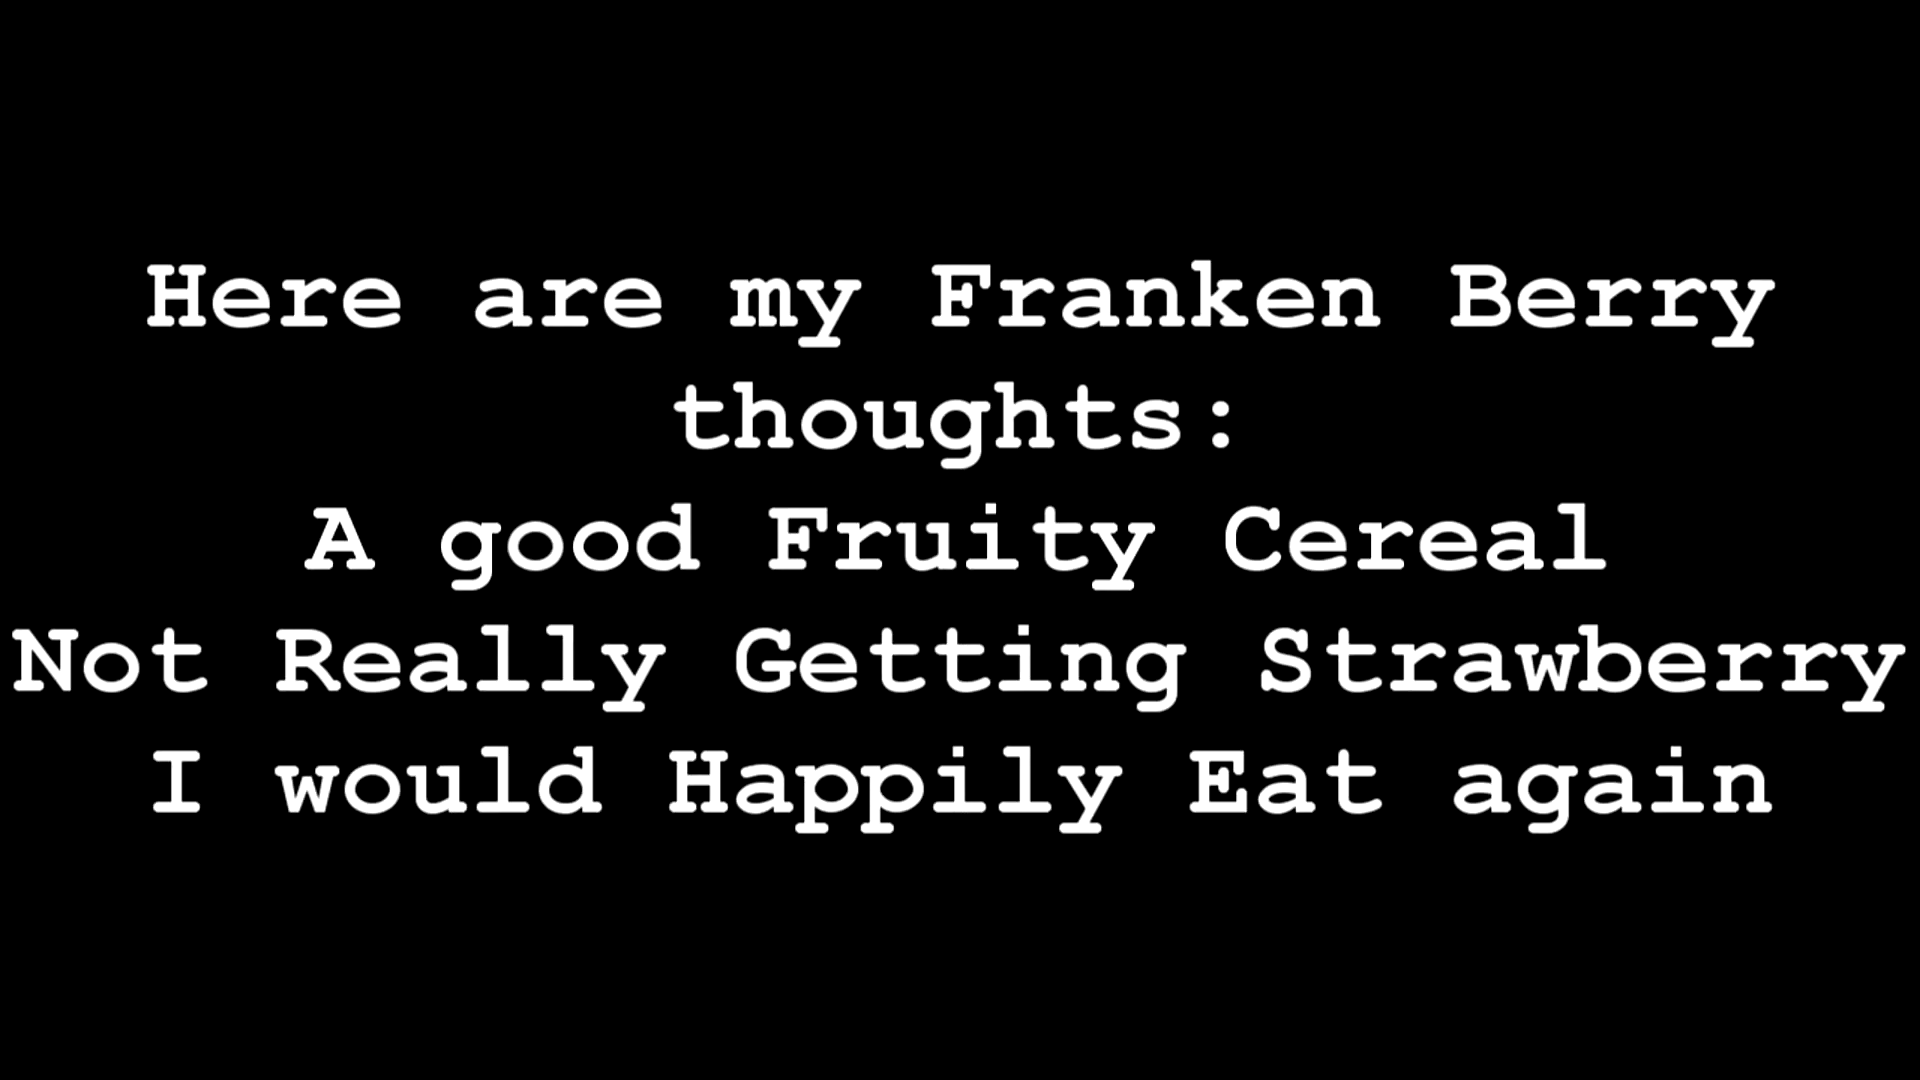 Here are my Franken Berry
thoughts:
A good Fruity Cereal
Not Really Getting Strawberry
I would Happily Eat again